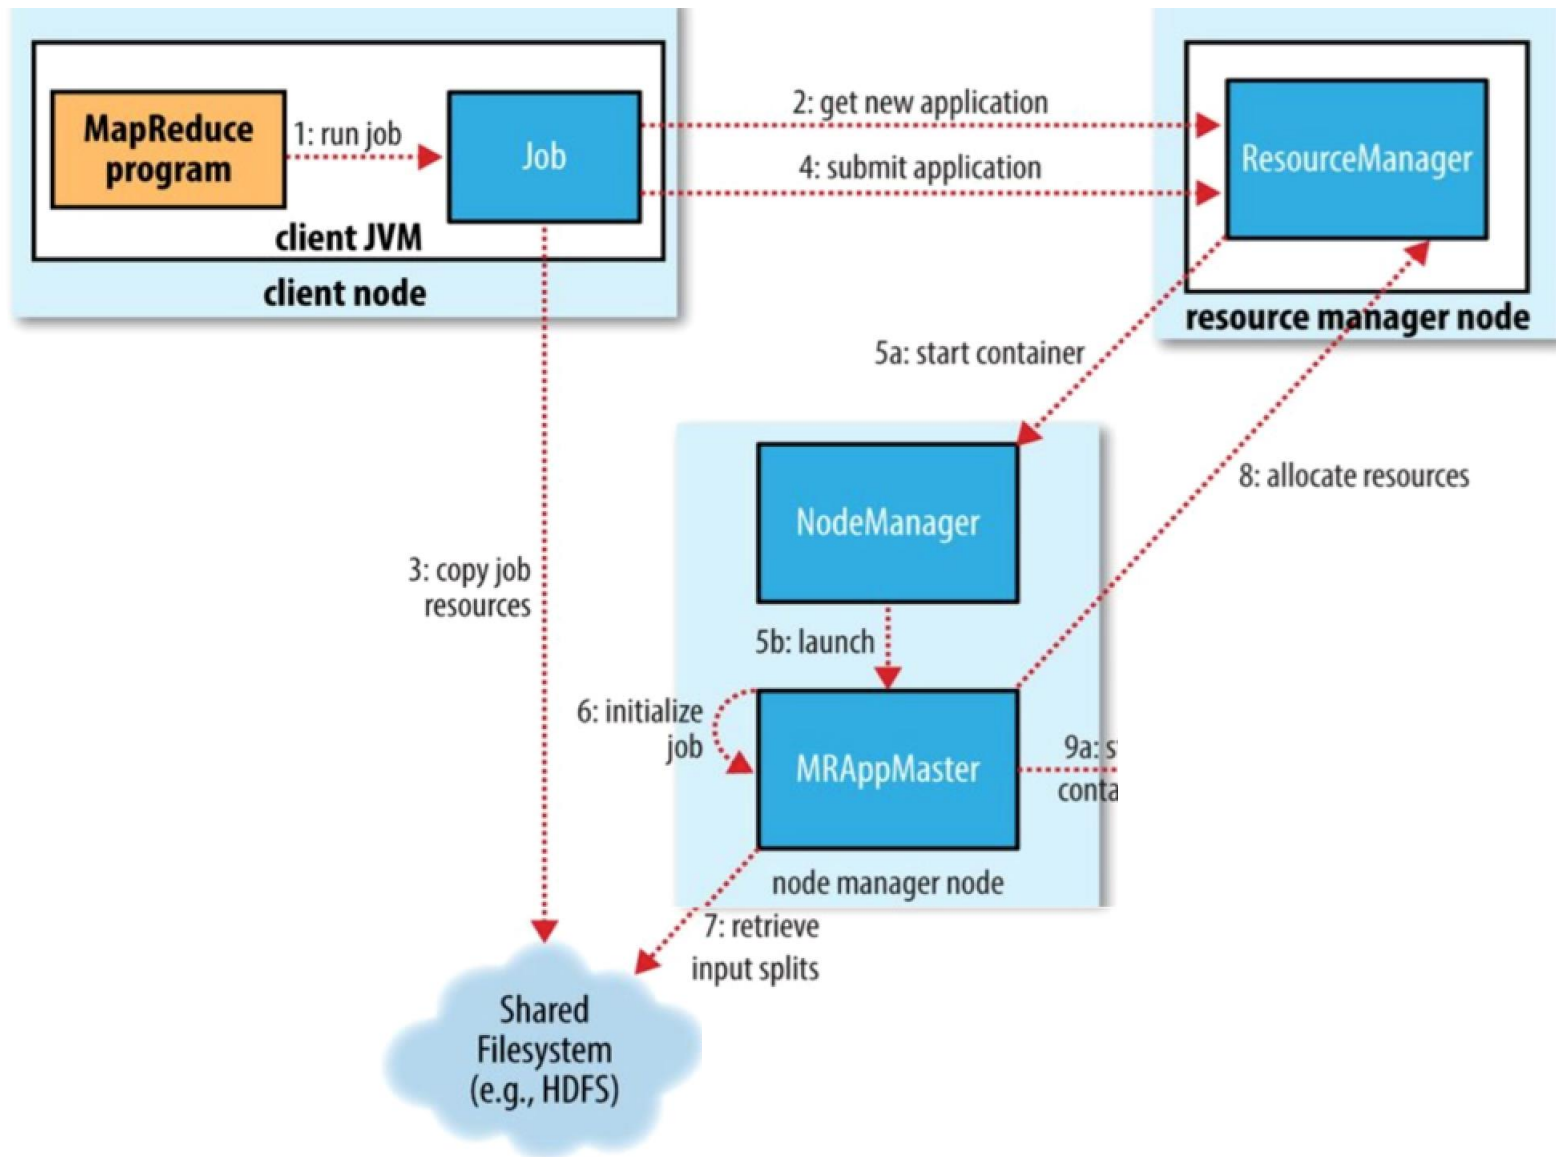 MapReduce
program
1: run job
Job
client JVM
client node
2: get new application
4: submit application
ResourceManager
resource manager node
5a: start container
NodeManager
8: allocate resources
3: copy job
resources
5b: launch
6: initialize
job
MRAppMaster
9a:
node manager node
7: retrieve
input splits
Shared
Filesystem
(e.g., HDFS)